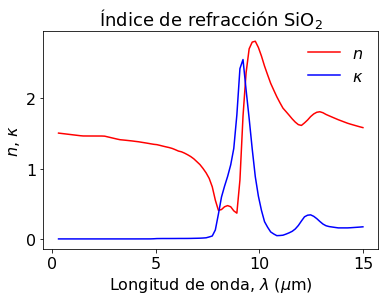 Índice de refracción SiO₂
n
κ
n, κ
2
1
0
0
5
10
15
Longitud de onda, λ (μm)